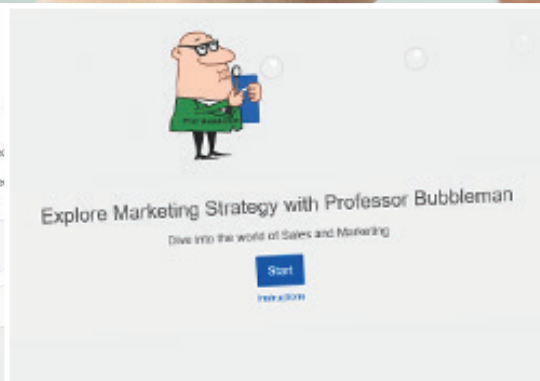 Explore Marketing Strategy with Professor Bubbleman
Dive into the world of Sales and Marketing
Start
Instructions